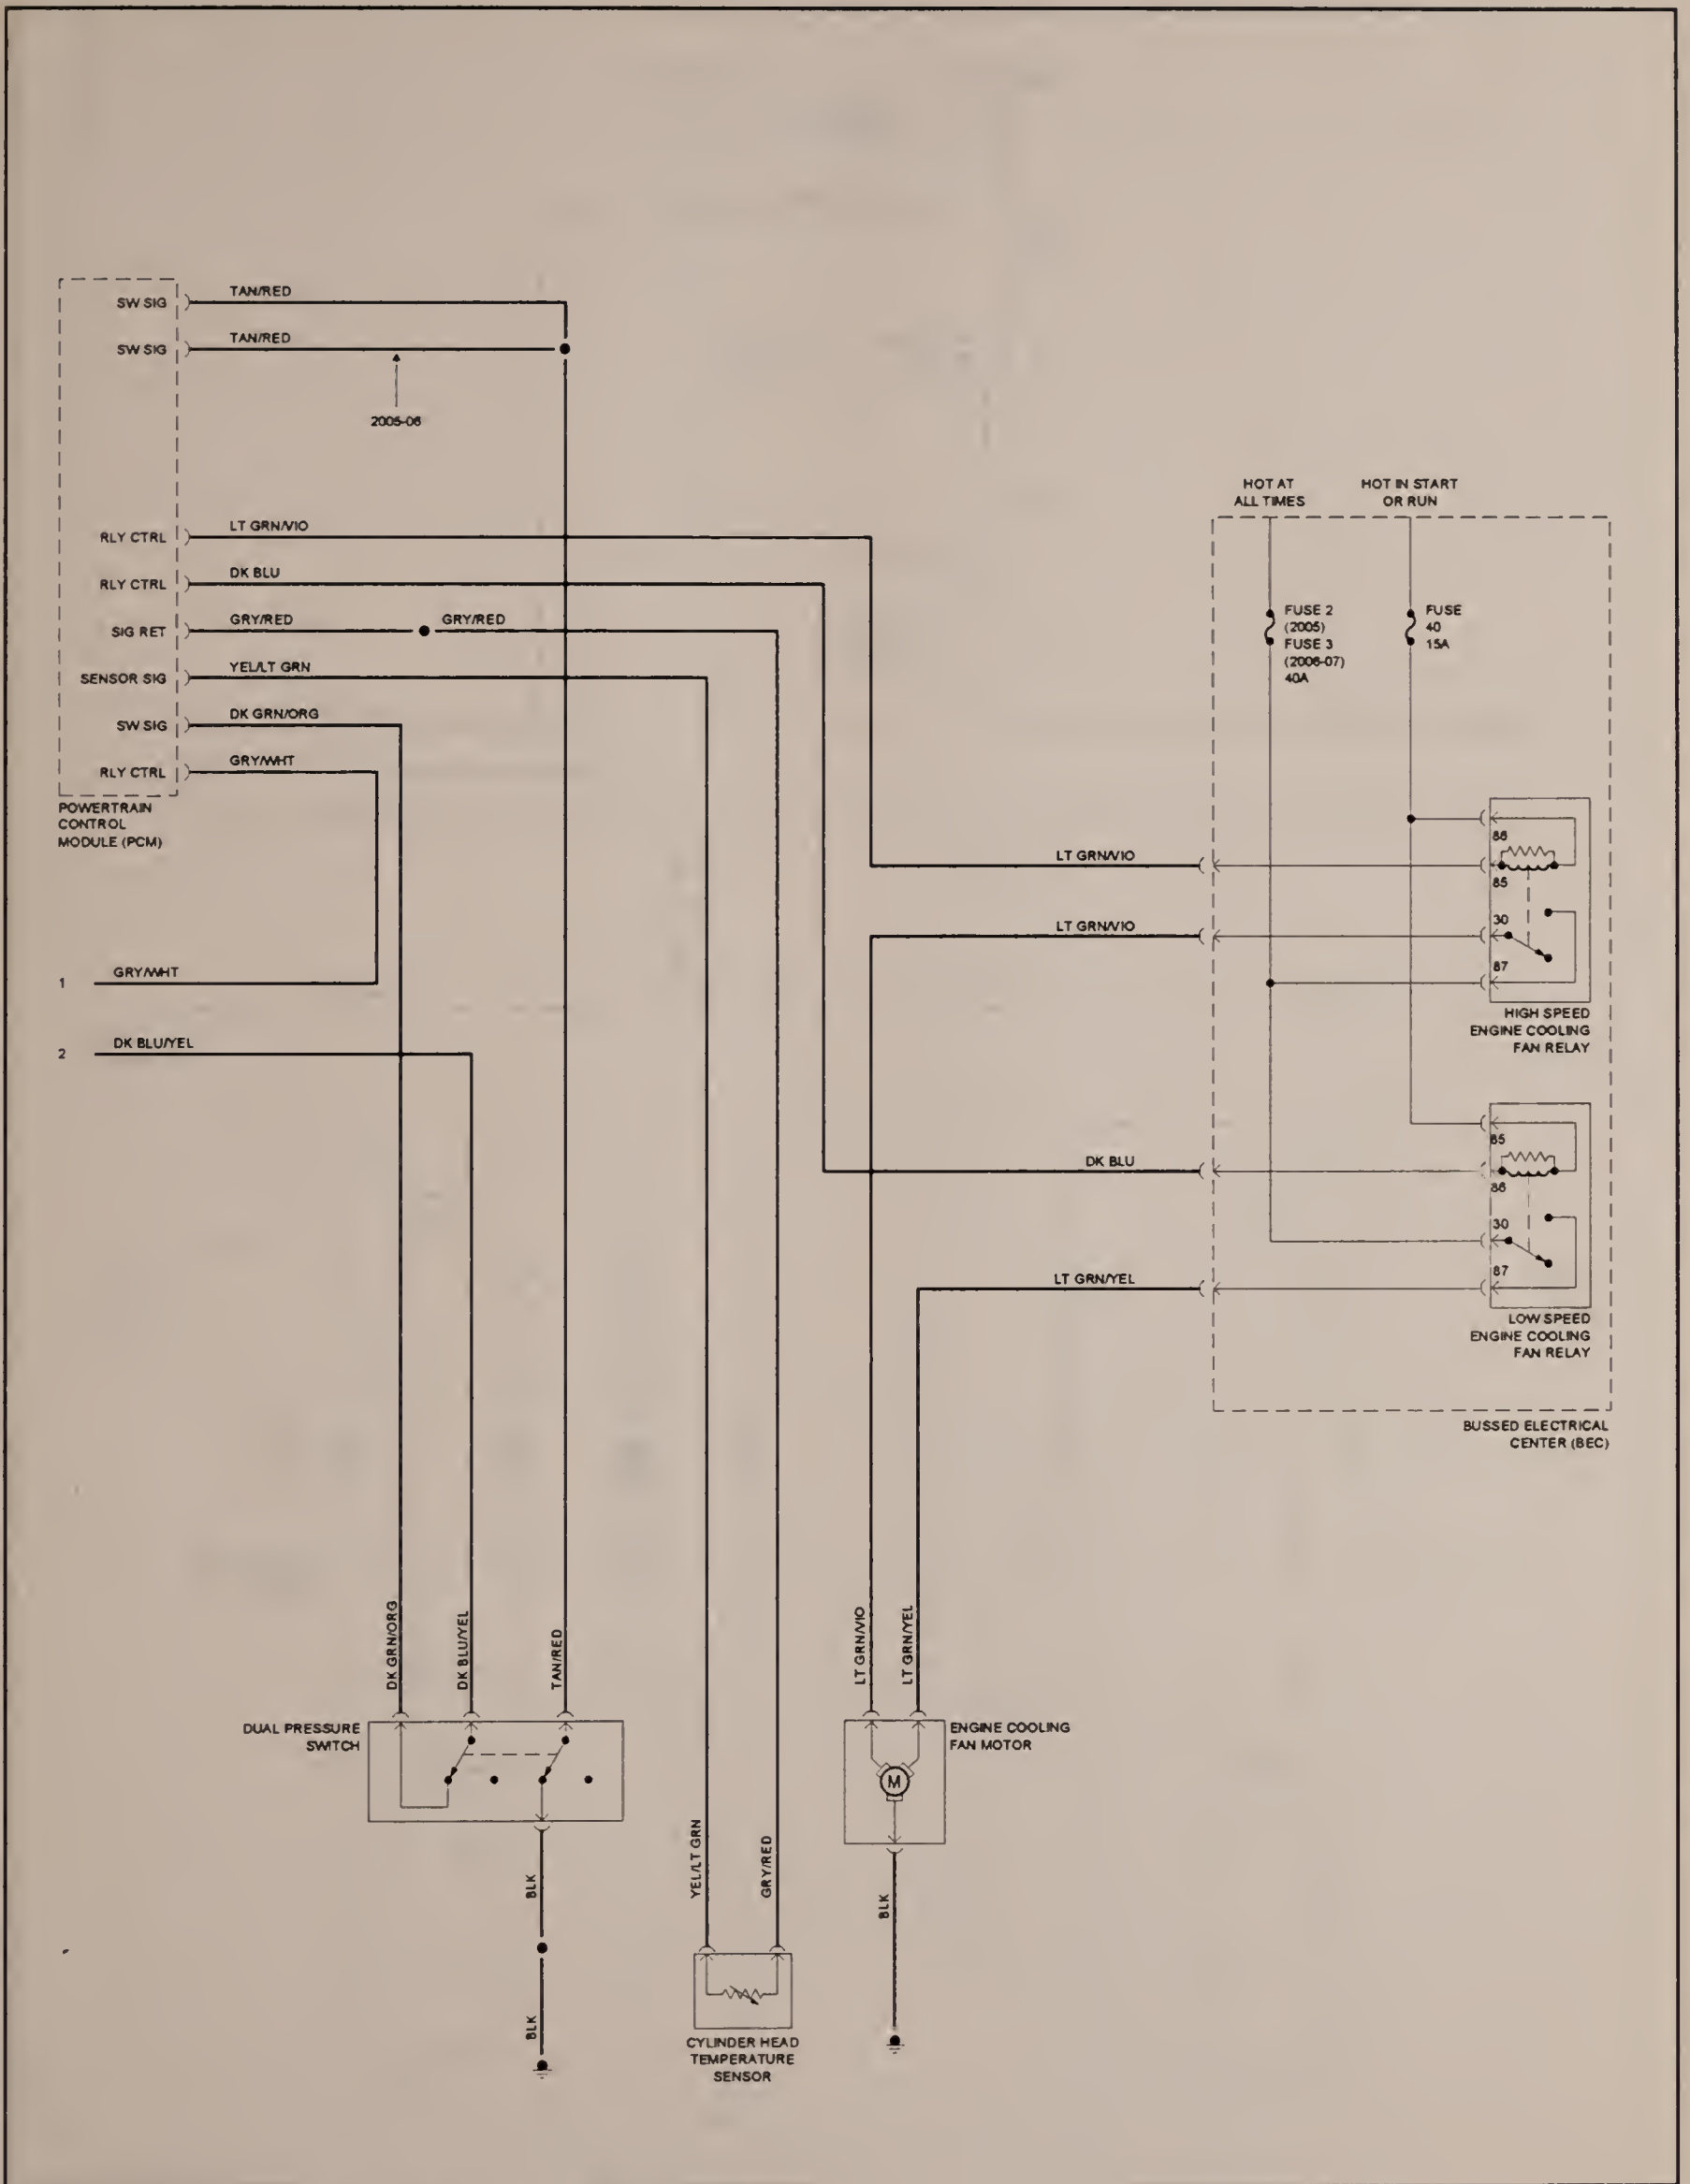 SW SIG
TAN/RED
SW SIG
TAN/RED
2005-06
RLY CTRL
LT GRN/VIO
RLY CTRL
DK BLU
SIG RET
GRY/RED
GRY/RED
SENSOR SIG
YEL/LT GRN
SW SIG
DK GRN/ORG
RLY CTRL
GRY/WHT
POWERTRAIN
CONTROL
MODULE (PCM)
1
GRY/WHT
2
DK BLU/YEL
HOT AT
ALL TIMES
HOT IN START
OR RUN
FUSE 2
(2005)
FUSE 3
(2006-07)
40A
FUSE
40
15A
LT GRN/VIO
LT GRN/VIO
86
85
30
87
HIGH SPEED
ENGINE COOLING
FAN RELAY
DK BLU
LT GRN/YEL
85
86
30
87
LOW SPEED
ENGINE COOLING
FAN RELAY
BUSSED ELECTRICAL
CENTER (BEC)
DK GRN/ORG
DK BLU/YEL
TAN/RED
DUAL PRESSURE
SWITCH
BLK
BLK
YEL/LT GRN
GRY/RED
CYLINDER HEAD
TEMPERATURE
SENSOR
LT GRN/VIO
LT GRN/YEL
ENGINE COOLING
FAN MOTOR
M
BLK